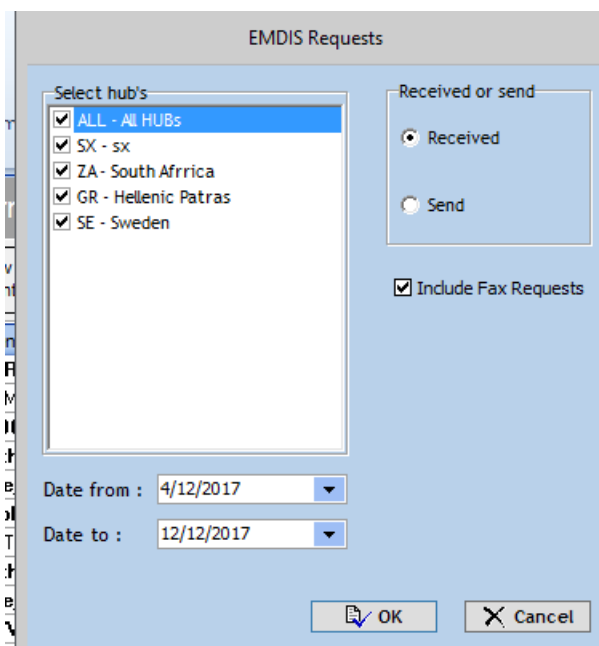 EMDIS Requests
Select hub's
ALL - All HUBs
SX - sx
ZA - South Afrrica
GR - Hellenic Patras
SE - Sweden
Received or send
Received
Send
Include Fax Requests
Date from : 4/12/2017
Date to : 12/12/2017
OK
Cancel